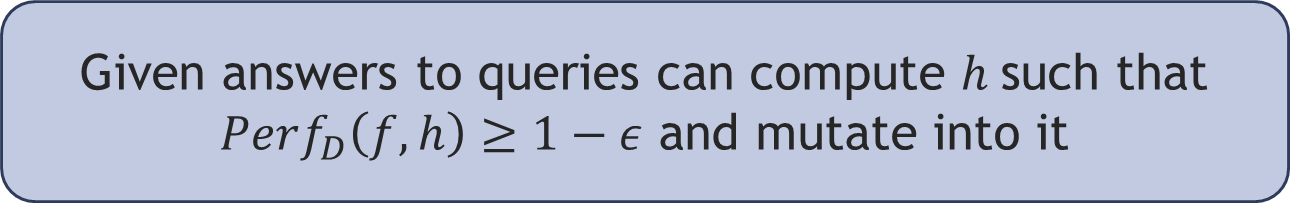 Given answers to queries can compute ℎ such that
𝑃𝑒𝑟𝑓_𝐷(𝑓, ℎ) ≥ 1 − 𝜖 and mutate into it